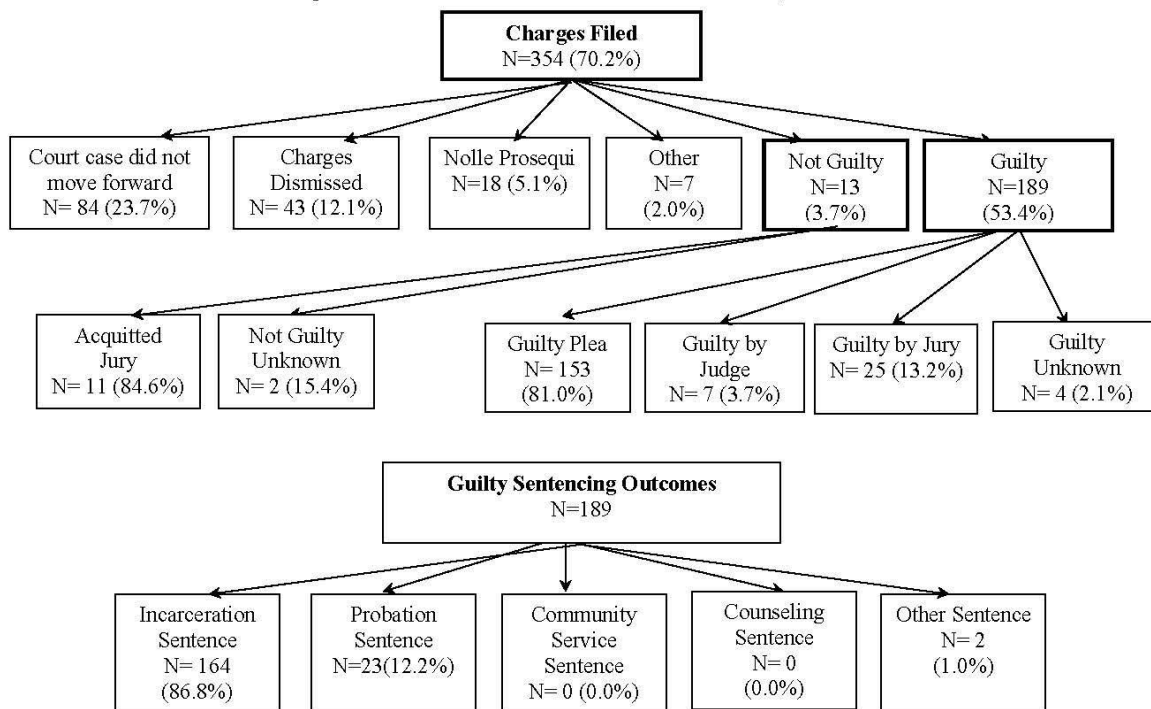 Charges Filed
N=354 (70.2%)
Court case did not
move forward
N= 84 (23.7%)
Charges
Dismissed
N= 43 (12.1%)
Nolle Prosequi
N=18 (5.1%)
Other
N=7
(2.0%)
Not Guilty
N=13
(3.7%)
Guilty
N=189
(53.4%)
Acquitted
Jury
N= 11 (84.6%)
Not Guilty
Unknown
N= 2 (15.4%)
Guilty Plea
N= 153
(81.0%)
Guilty by
Judge
N= 7 (3.7%)
Guilty by Jury
N= 25 (13.2%)
Guilty
Unknown
N= 4 (2.1%)
Guilty Sentencing Outcomes
N=189
Incarceration
Sentence
N= 164
(86.8%)
Probation
Sentence
N=23(12.2%)
Community
Service
Sentence
N= 0 (0.0%)
Counseling
Sentence
N= 0
(0.0%)
Other Sentence
N= 2
(1.0%)